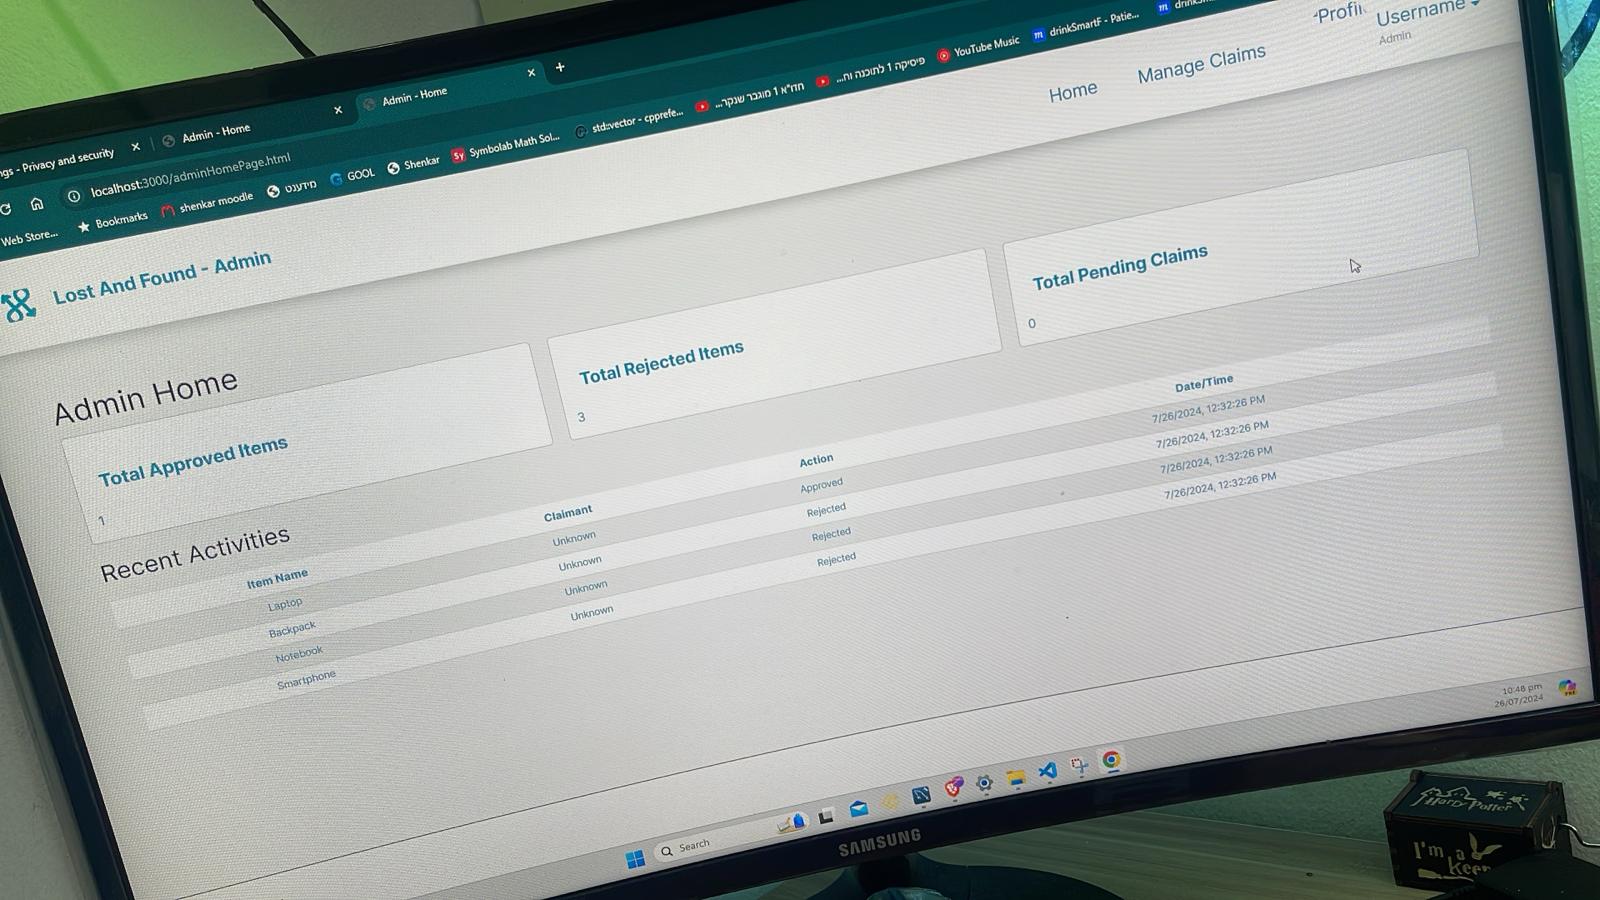 ngs - Privacy and security
Admin - Home
Admin - Home
localhost:3000/adminHomePage.html
Web Store...
Bookmarks
shenkar moodle
מידענט
GOOL
Shenkar
Symbolab Math Sol...
std::vector - cpprefe...
חדו"א 1 מוגבר שנקר...
פיסיקה 1 לתוכנה וח...
YouTube Music
drinkSmartF - Patie...
Lost And Found - Admin
Home
Manage Claims
Username
Admin
Admin Home
Total Approved Items
1
Total Rejected Items
3
Total Pending Claims
0
Recent Activities
Item Name Claimant Action Date/Time
Laptop Unknown Approved 7/26/2024, 12:32:26 PM
Backpack Unknown Rejected 7/26/2024, 12:32:26 PM
Notebook Unknown Rejected 7/26/2024, 12:32:26 PM
Smartphone Unknown Rejected 7/26/2024, 12:32:26 PM
Search
10:48 pm
26/07/2024
SAMSUNG
Harry Potter
I'm a
Keep